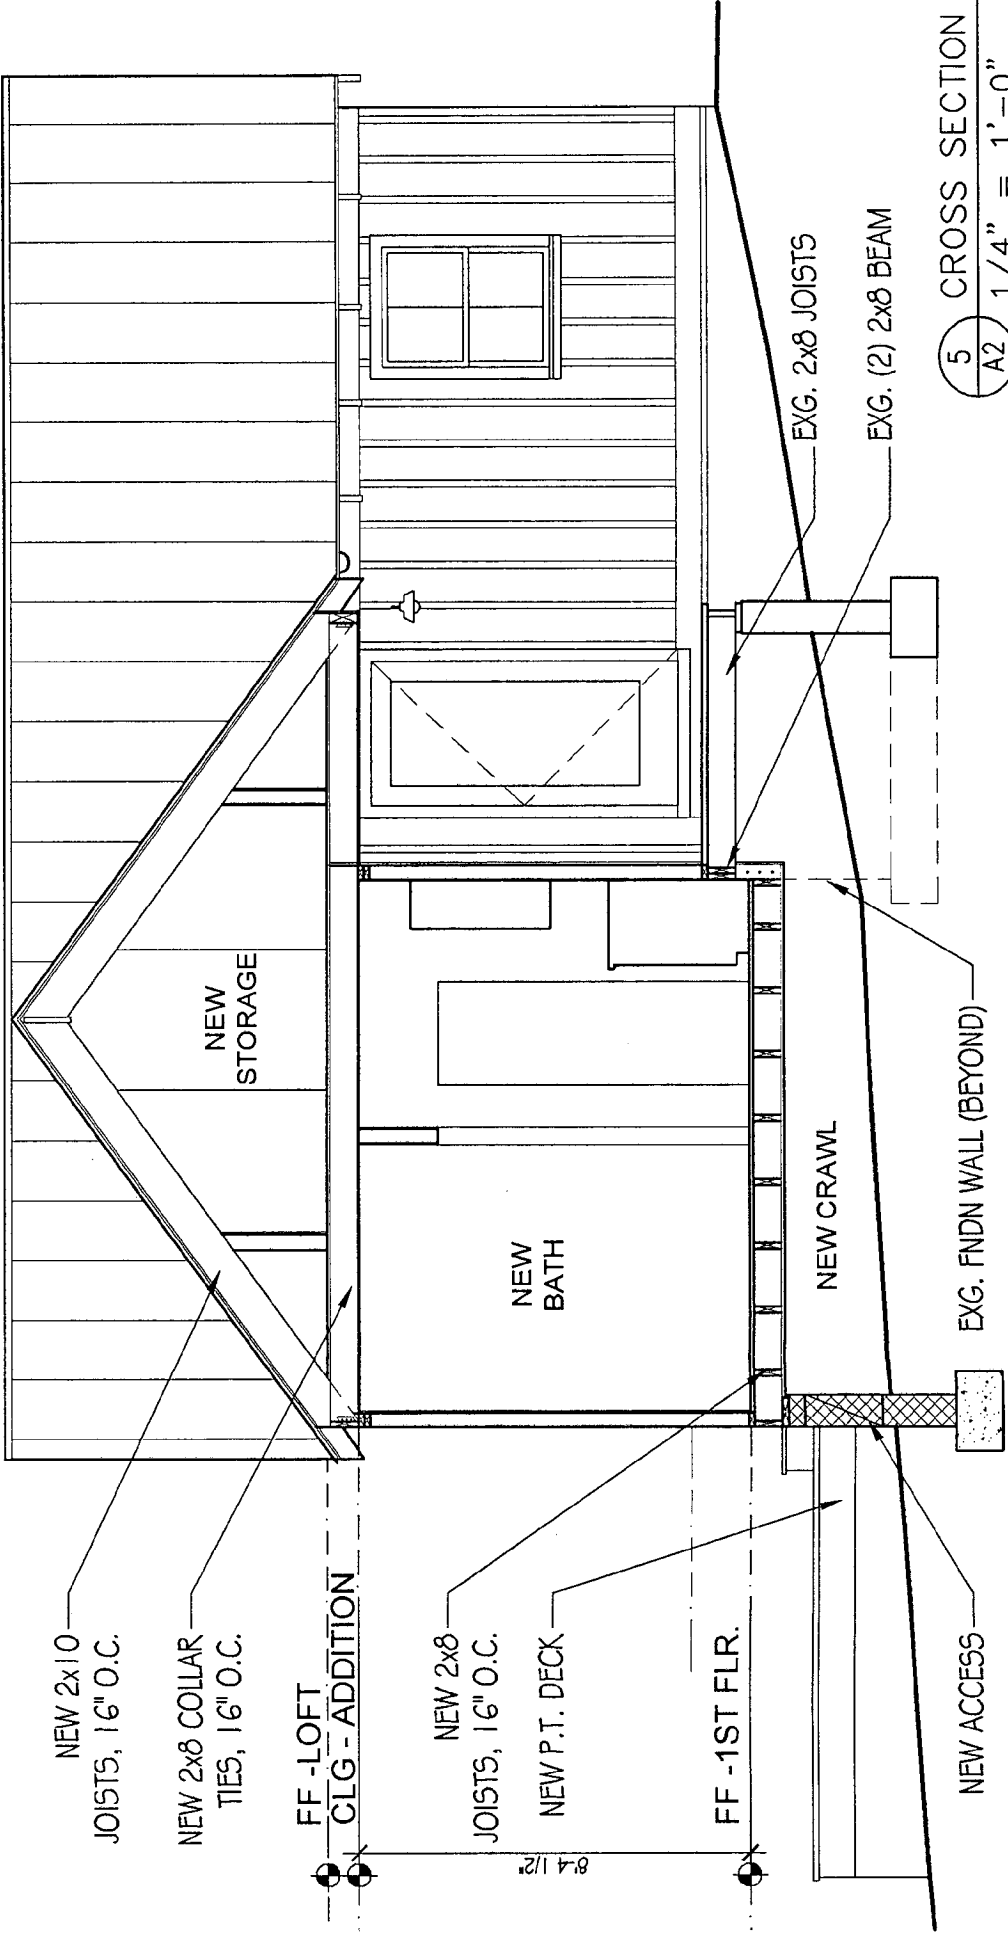 NEW 2x10
JOISTS, 16" O.C.
NEW 2x8 COLLAR
TIES, 16" O.C.
FF -LOFT
CLG - ADDITION
NEW 2x8
JOISTS, 16" O.C.
NEW P.T. DECK
FF -1ST FLR.
8'-4 1/2"
NEW ACCESS
NEW
STORAGE
NEW
BATH
NEW CRAWL
EXG. FNDN WALL (BEYOND)
EXG. 2x8 JOISTS
EXG. (2) 2x8 BEAM
5
A2
CROSS SECTION
1/4" = 1'-0"